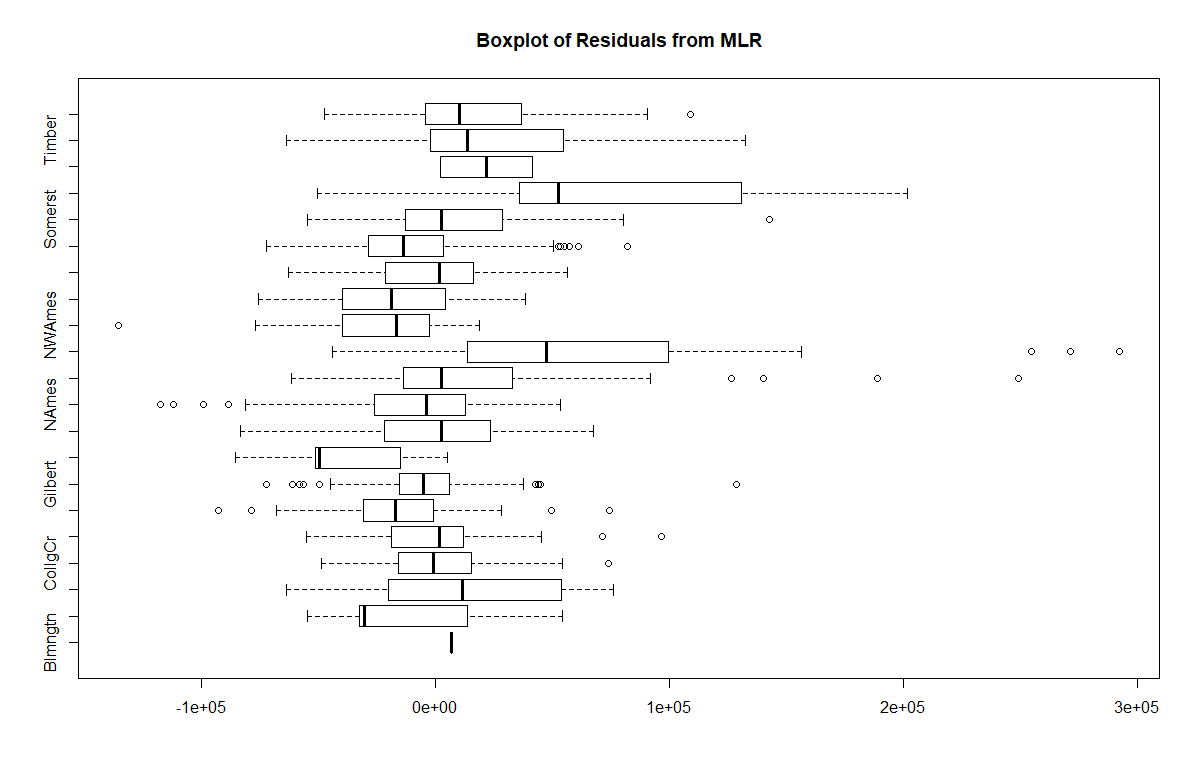 Boxplot of Residuals from MLR
Timber
Somerst
NWAmes
NAmes
Gilbert
CollgCr
Blmngtn
-1e+05
0e+00
1e+05
2e+05
3e+05